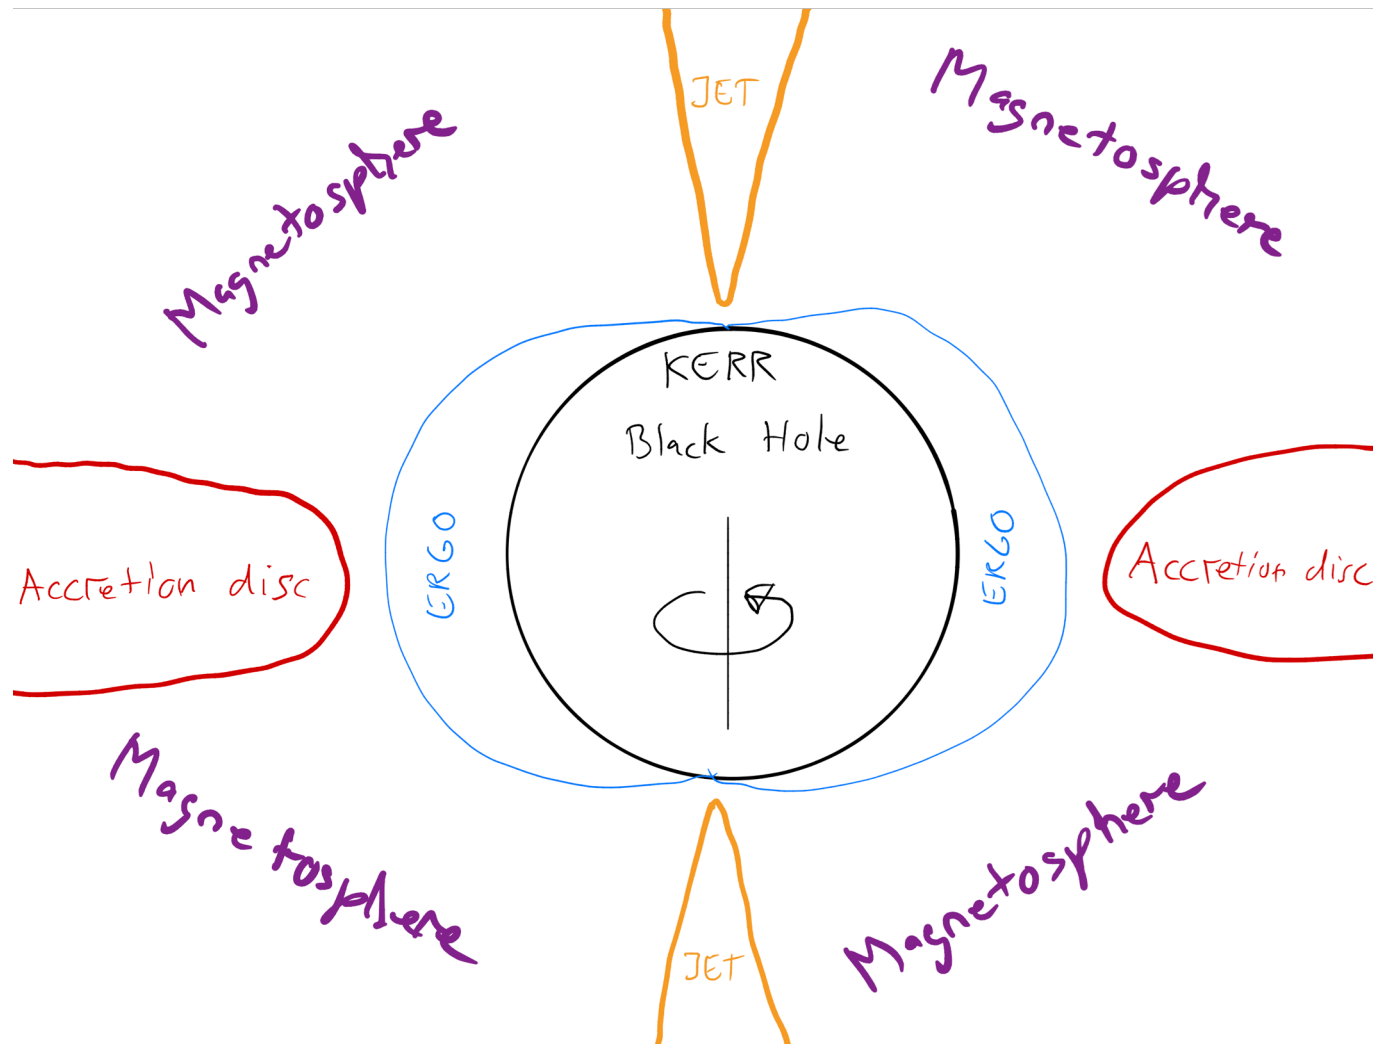 JET
Magnetosphere
Magnetosphere
KERR
Black Hole
ERGO
ERGO
Accretion disc
Accretion disc
Magnetosphere
Magnetosphere
JET